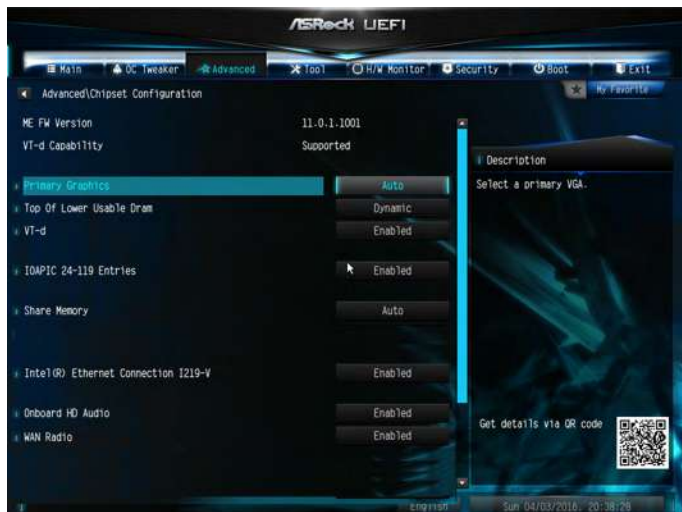 ASRock UEFI
Main OC Tweaker Advanced Tool H/W Monitor Security Boot Exit
Advanced\Chipset Configuration My Favorite
ME FW Version 11.0.1.1001
VT-d Capability Supported
Description
Primary Graphics Auto
Select a primary VGA.
Top Of Lower Usable Dram Dynamic
VT-d Enabled
IOAPIC 24-119 Entries Enabled
Share Memory Auto
Intel(R) Ethernet Connection I219-V Enabled
Onboard HD Audio Enabled
WAN Radio Enabled
Get details via QR code
English Sun 04/03/2016. 20:38:28